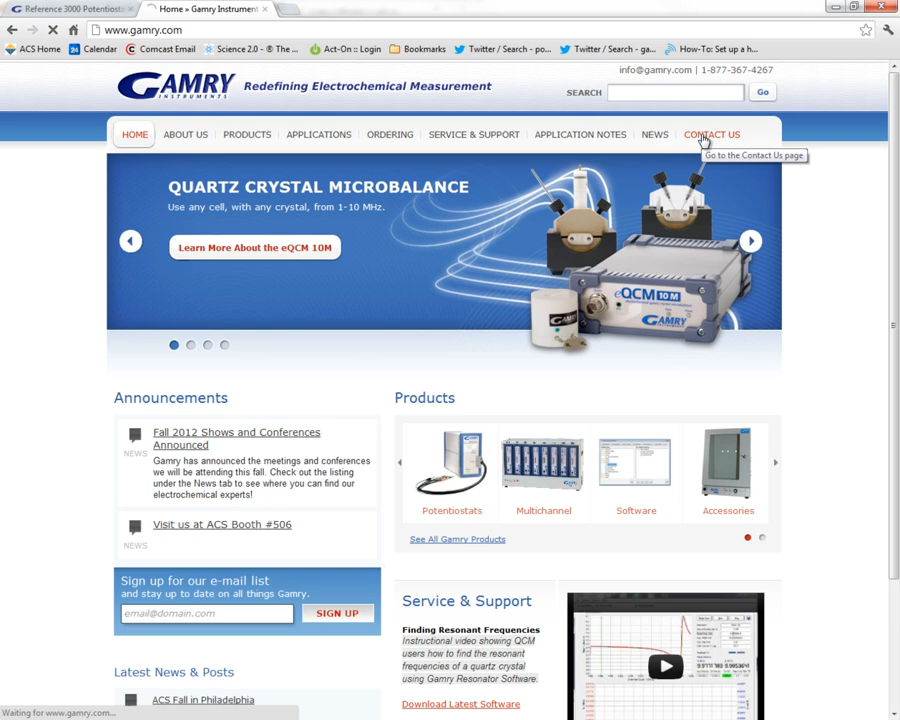 Reference 3000 Potentiost
Home » Gamry Instrument
www.gamry.com
ACS Home
24 Calendar
Comcast Email
Science 2.0 - ® The ...
Act-On :: Login
Bookmarks
Twitter / Search - po...
Twitter / Search - ga...
How-To: Set up a h...
GAMRY
INSTRUMENTS
Redefining Electrochemical Measurement
info@gamry.com | 1-877-367-4267
SEARCH
Go
HOME
ABOUT US
PRODUCTS
APPLICATIONS
ORDERING
SERVICE & SUPPORT
APPLICATION NOTES
NEWS
CONTACT US
Go to the Contact Us page
QUARTZ CRYSTAL MICROBALANCE
Use any cell, with any crystal, from 1-10 MHz.
Learn More About the eQCM 10M
eQCM 10M
GAMRY
GAMRY
Announcements
NEWS
Fall 2012 Shows and Conferences
Announced
Gamry has announced the meetings and conferences
we will be attending this fall. Check out the listing
under the News tab to see where you can find our
electrochemical experts!
NEWS
Visit us at ACS Booth #506
Sign up for our e-mail list
and stay up to date on all things Gamry.
email@domain.com
SIGN UP
Latest News & Posts
ACS Fall in Philadelphia
Products
Potentiostats
Multichannel
Software
Accessories
See All Gamry Products
Service & Support
Finding Resonant Frequencies
Instructional video showing QCM
users how to find the resonant
frequencies of a quartz crystal
using Gamry Resonator Software.
Download Latest Software
Waiting for www.gamry.com...